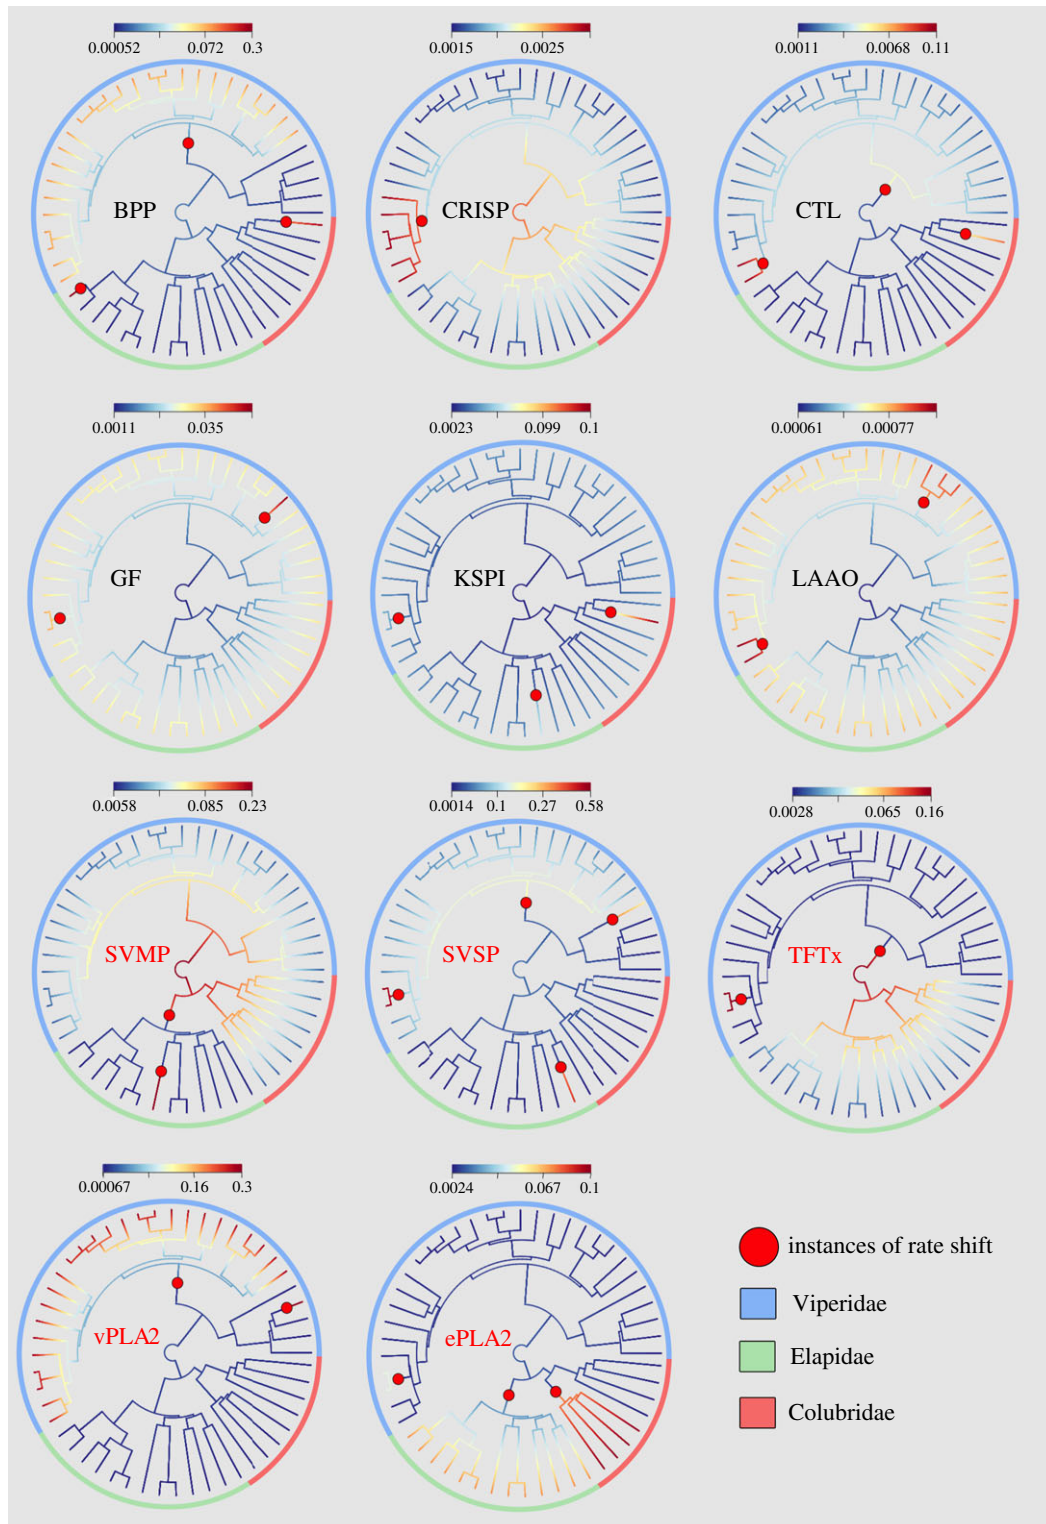 0.00052 0.072 0.3
0.0015 0.0025
0.0011 0.0068 0.11
BPP
CRISP
CTL
0.0011 0.035
0.0023 0.099 0.1
0.00061 0.00077
GF
KSPI
LAAO
0.0058 0.085 0.23
0.0014 0.1 0.27 0.58
0.0028 0.065 0.16
SVMP
SVSP
TFTx
0.00067 0.16 0.3
0.0024 0.067 0.1
vPLA2
ePLA2
instances of rate shift
Viperidae
Elapidae
Colubridae